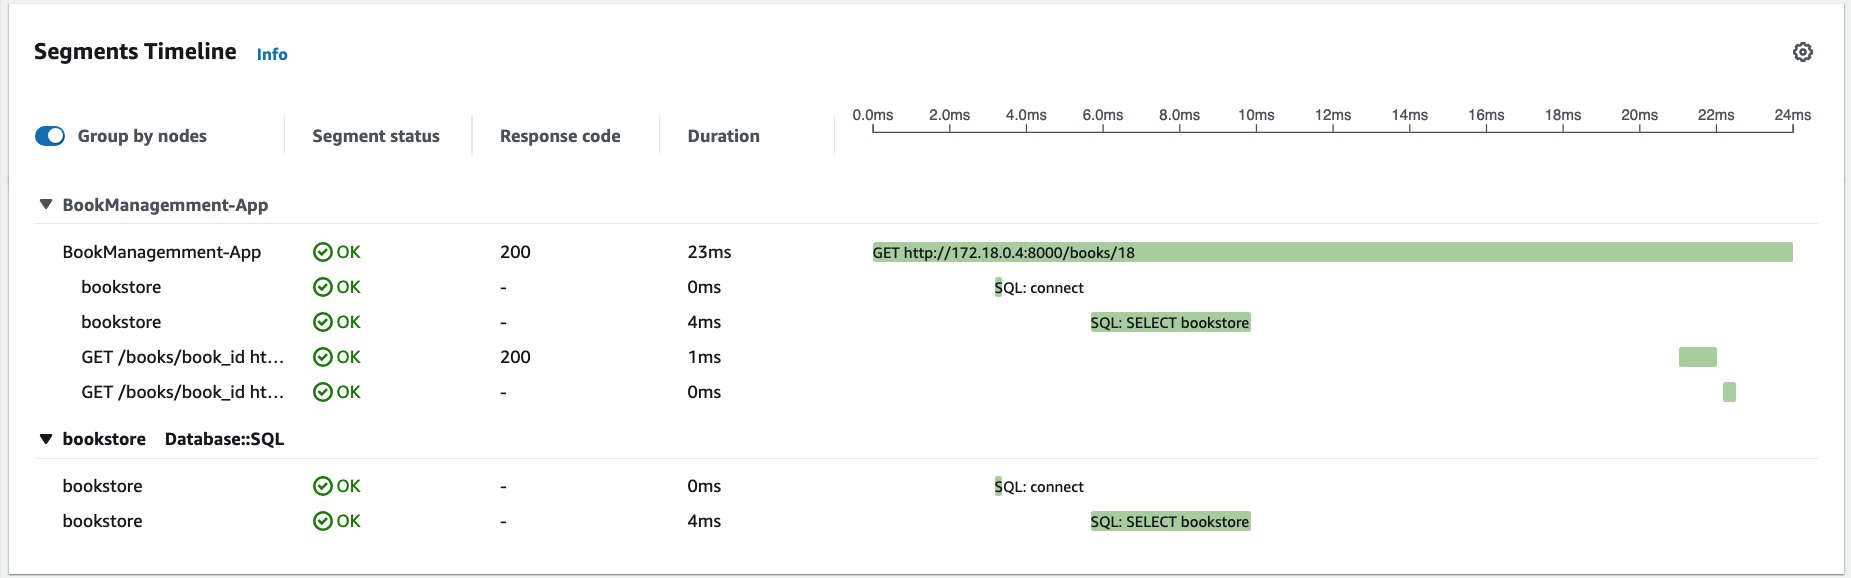 Segments Timeline Info
0.0ms 2.0ms 4.0ms 6.0ms 8.0ms 10ms 12ms 14ms 16ms 18ms 20ms 22ms 24ms
Group by nodes Segment status Response code Duration
BookManagemment-App
BookManagemment-App OK 200 23ms GET http://172.18.0.4:8000/books/18
bookstore OK - 0ms SQL: connect
bookstore OK - 4ms SQL: SELECT bookstore
GET /books/book_id ht... OK 200 1ms
GET /books/book_id ht... OK - 0ms
bookstore Database::SQL
bookstore OK - 0ms SQL: connect
bookstore OK - 4ms SQL: SELECT bookstore